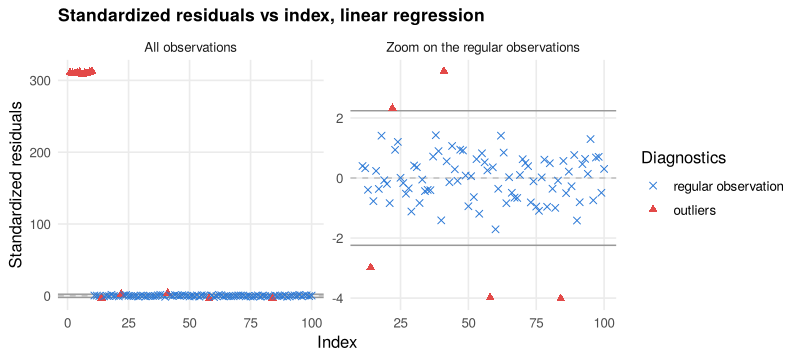 Standardized residuals vs index, linear regression
All observations
Zoom on the regular observations
Standardized residuals
300
200
100
0
0 25 50 75 100
2
0
-2
-4
25 50 75 100
Index
Diagnostics
regular observation
outliers